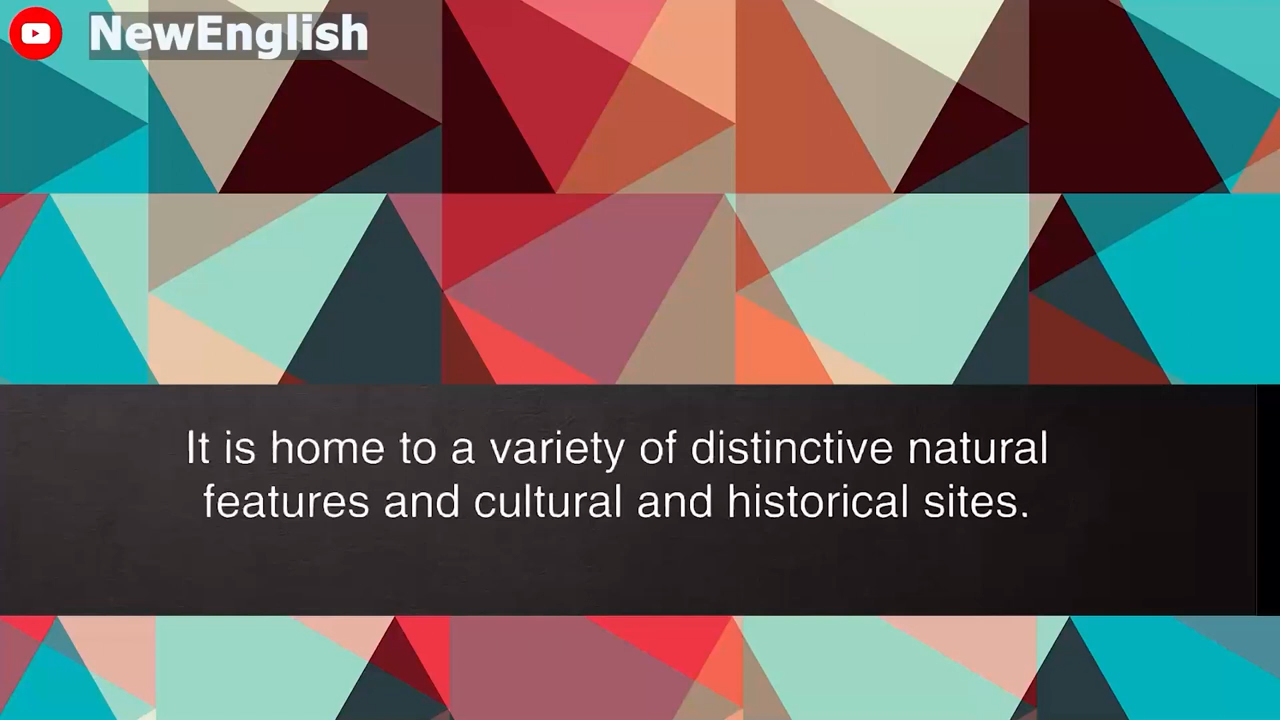 NewEnglish
It is home to a variety of distinctive natural
features and cultural and historical sites.